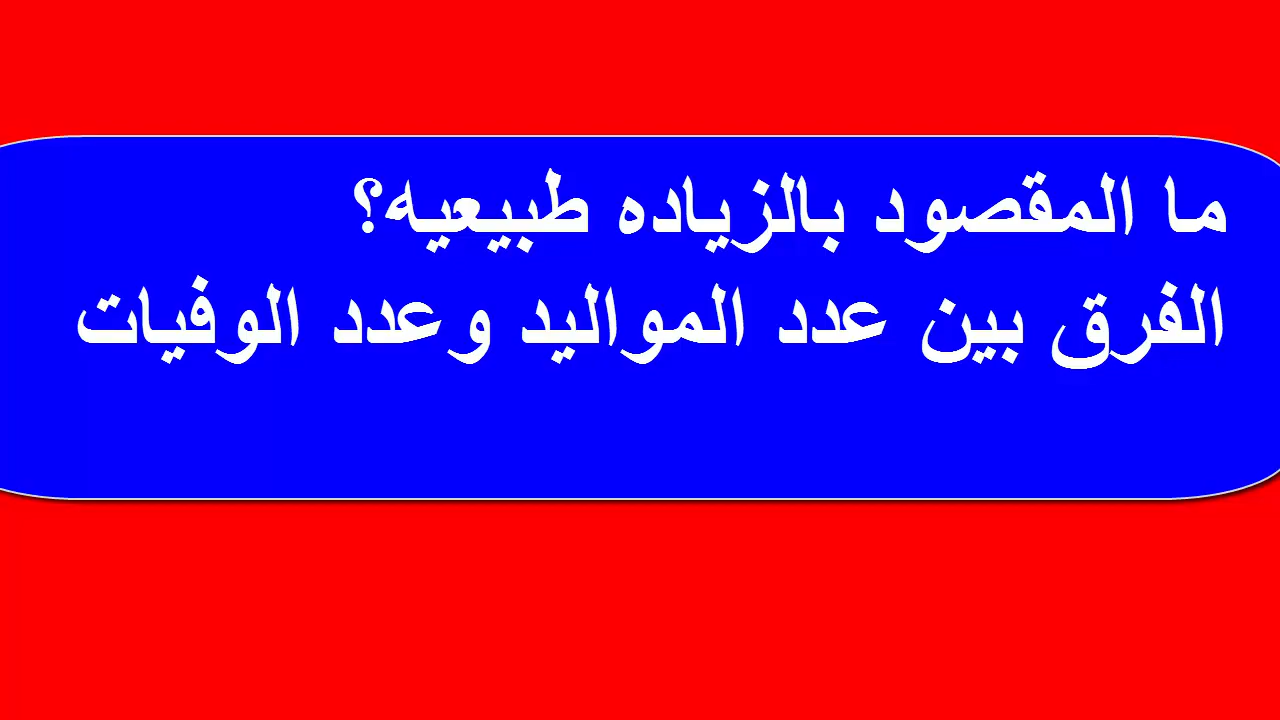 ما المقصود بالزياده طبيعيه؟
الفرق بين عدد المواليد وعدد الوفيات